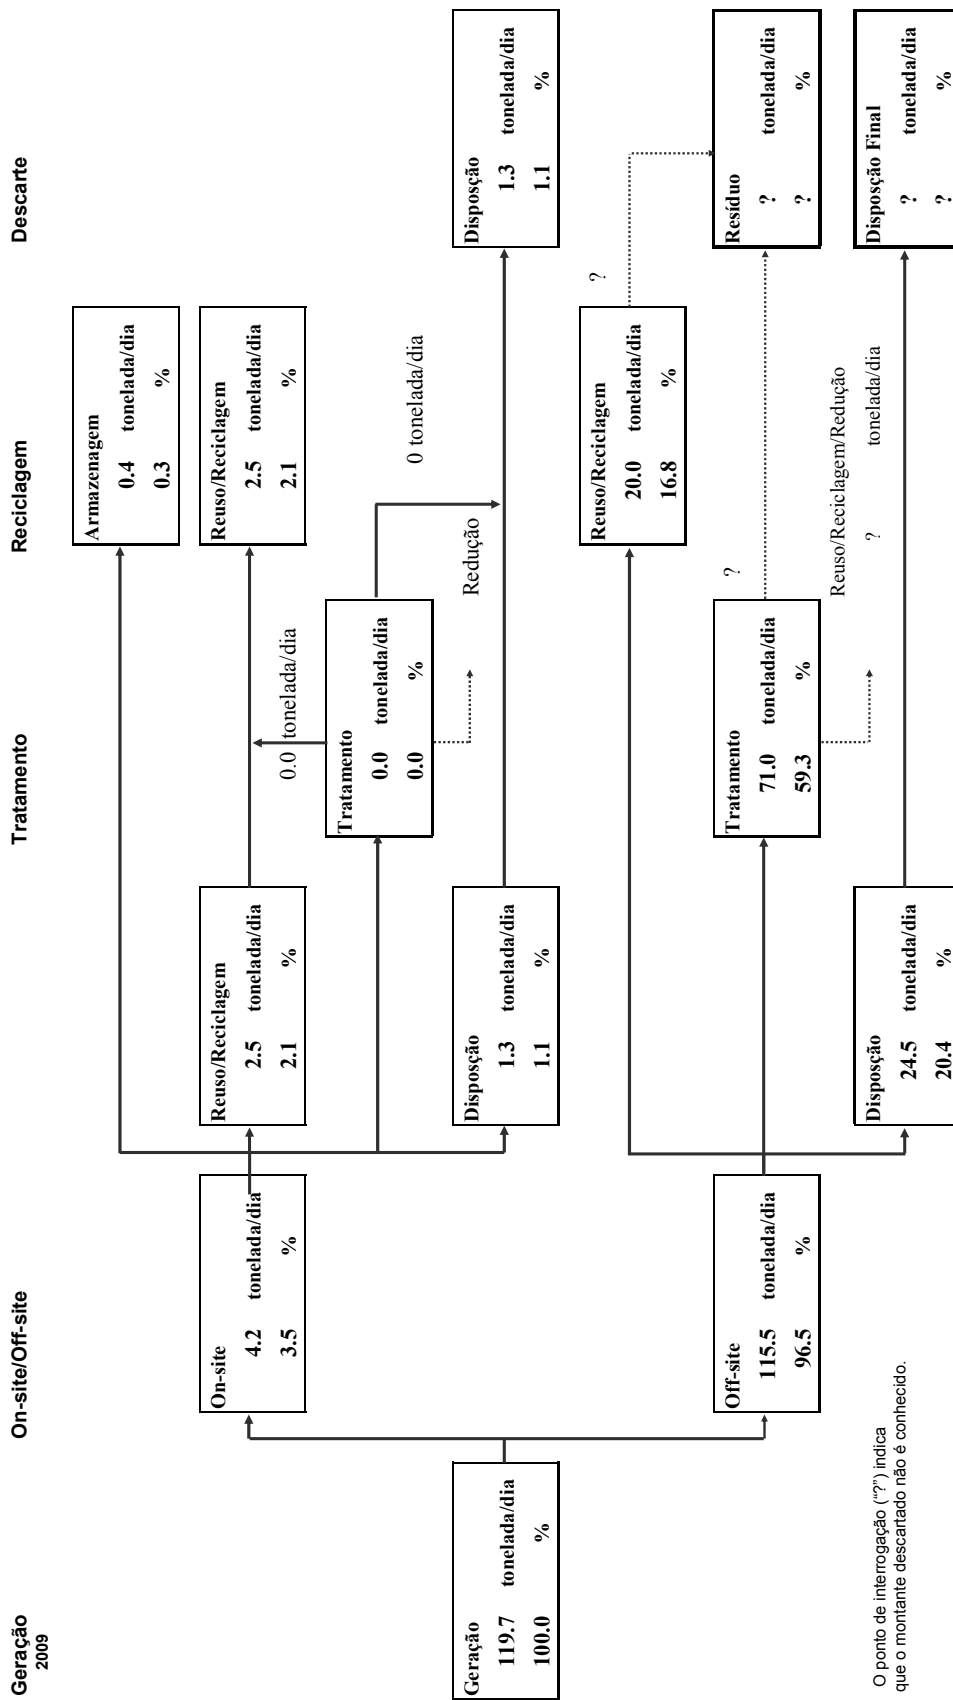 Geração
2009
On-site/Off-site
Tratamento
Reciclagem
Descarte
Armazenagem
0.4 tonelada/dia
0.3 %
On-site
4.2 tonelada/dia
3.5 %
Reuso/Reciclagem
2.5 tonelada/dia
2.1 %
Reuso/Reciclagem
2.5 tonelada/dia
2.1 %
0.0 tonelada/dia
Tratamento
0.0 tonelada/dia
0.0 %
0 tonelada/dia
Redução
Geração
119.7 tonelada/dia
100.0 %
Disposção
1.3 tonelada/dia
1.1 %
Disposção
1.3 tonelada/dia
1.1 %
Reuso/Reciclagem
20.0 tonelada/dia
16.8 %
?
Off-site
115.5 tonelada/dia
96.5 %
Tratamento
71.0 tonelada/dia
59.3 %
?
Resíduo
? tonelada/dia
? %
Reuso/Reciclagem/Redução
? tonelada/dia
Disposção
24.5 tonelada/dia
20.4 %
Disposção Final
? tonelada/dia
? %
O ponto de interrogação ("?") indica
que o montante descartado não é conhecido.